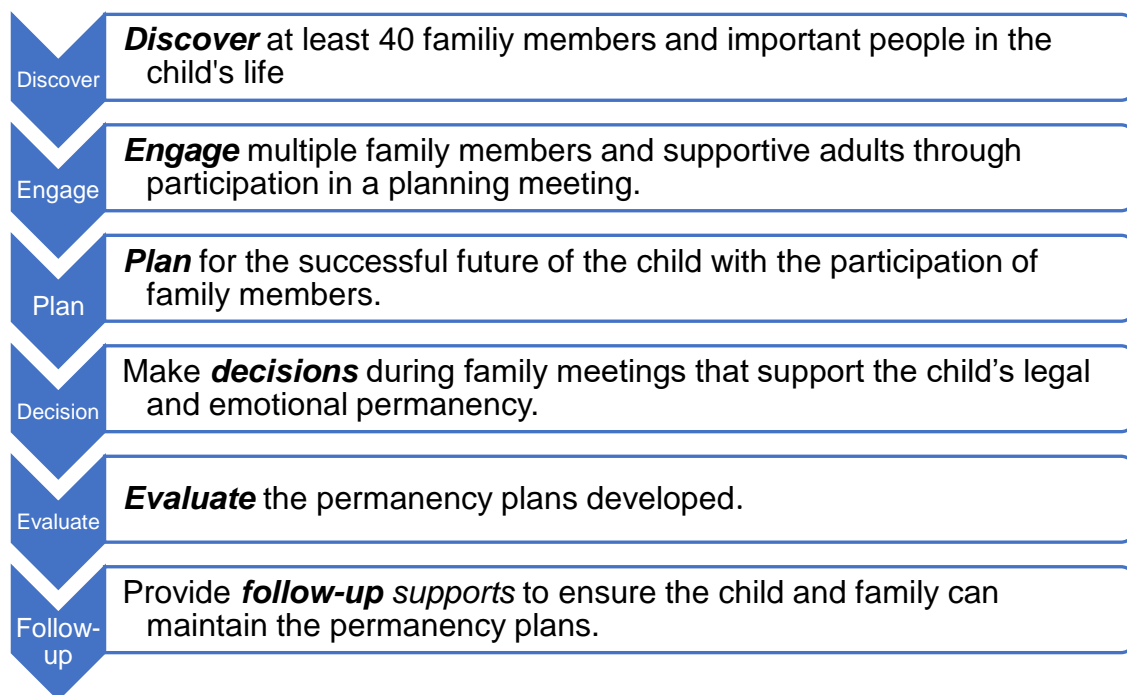 Discover
Discover at least 40 familiy members and important people in the
child's life
Engage
Engage multiple family members and supportive adults through
participation in a planning meeting.
Plan
Plan for the successful future of the child with the participation of
family members.
Decision
Make decisions during family meetings that support the child’s legal
and emotional permanency.
Evaluate
Evaluate the permanency plans developed.
Follow-
up
Provide follow-up supports to ensure the child and family can
maintain the permanency plans.